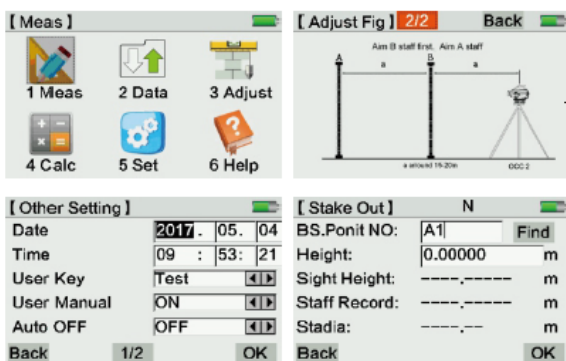 [ Meas ]
1 Meas 2 Data 3 Adjust
4 Calc 5 Set 6 Help
[ Adjust Fig ] 2/2 Back
Aim B staff first. Aim A staff
A B
a a
a around 15-20m OCC 2
[ Other Setting ]
Date 2017 . 05. 04
Time 09 : 53: 21
User Key Test
User Manual ON
Auto OFF OFF
Back 1/2 OK
[ Stake Out ] N
BS.Ponit NO: A1 Find
Height: 0.00000 m
Sight Height: ----.----- m
Staff Record: ----.----- m
Stadia: ----.-- m
Back OK